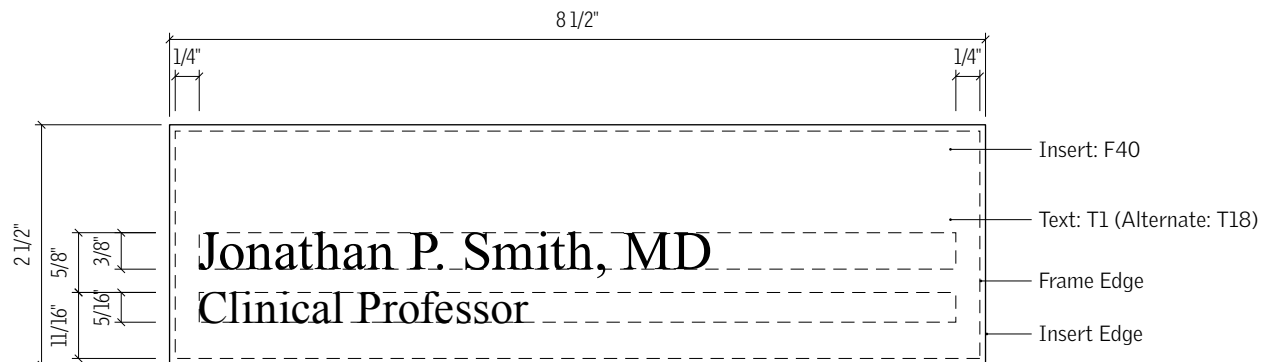 8 1/2"
1/4"
1/4"
Insert: F40
Text: T1 (Alternate: T18)
2 1/2"
5/8"
3/8"
Jonathan P. Smith, MD
Frame Edge
11/16"
5/16"
Clinical Professor
Insert Edge